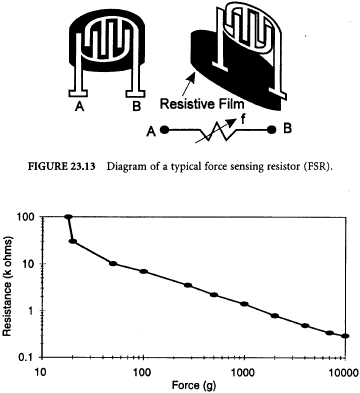 A B
Resistive Film
f
A B
FIGURE 23.13 Diagram of a typical force sensing resistor (FSR).
100
10
1
0.1
Resistance (k ohms)
10 100 1000 10000
Force (g)